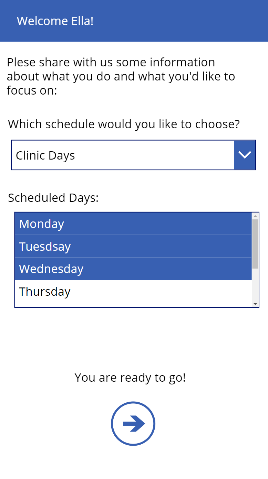 Welcome Ella!
Plese share with us some information
about what you do and what you'd like to
focus on:
Which schedule would you like to choose?
Clinic Days
Scheduled Days:
Monday
Tuesdsay
Wednesday
Thursday
You are ready to go!